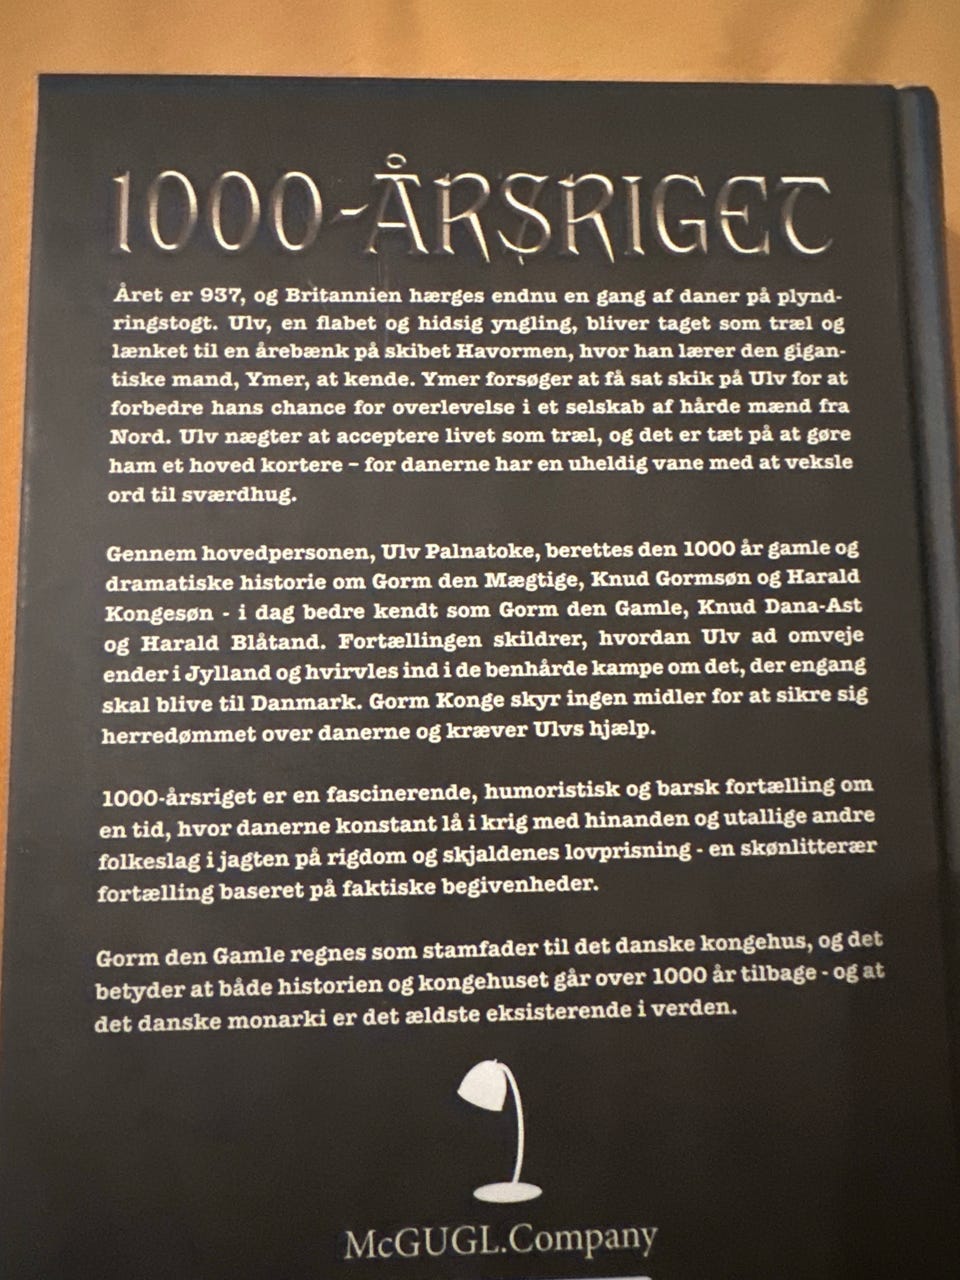 1000-ÅRSRIGET
Året er 937, og Britannien hærges endnu en gang af daner på plynd-
ringstogt. Ulv, en flabet og hidsig yngling, bliver taget som træl og
lænket til en årebænk på skibet Havormen, hvor han lærer den gigan-
tiske mand, Ymer, at kende. Ymer forsøger at få sat skik på Ulv for at
forbedre hans chance for overlevelse i et selskab af hårde mænd fra
Nord. Ulv nægter at acceptere livet som træl, og det er tæt på at gøre
ham et hoved kortere – for danerne har en uheldig vane med at veksle
ord til sværdhug.
Gennem hovedpersonen, Ulv Palnatoke, berettes den 1000 år gamle og
dramatiske historie om Gorm den Mægtige, Knud Gormsøn og Harald
Kongesøn - i dag bedre kendt som Gorm den Gamle, Knud Dana-Ast
og Harald Blåtand. Fortællingen skildrer, hvordan Ulv ad omveje
ender i Jylland og hvirvles ind i de benhårde kampe om det, der engang
skal blive til Danmark. Gorm Konge skyr ingen midler for at sikre sig
herredømmet over danerne og kræver Ulvs hjælp.
1000-årsriget er en fascinerende, humoristisk og barsk fortælling om
en tid, hvor danerne konstant lå i krig med hinanden og utallige andre
folkeslag i jagten på rigdom og skjaldenes lovprisning - en skønlitterær
fortælling baseret på faktiske begivenheder.
Gorm den Gamle regnes som stamfader til det danske kongehus, og det
betyder at både historien og kongehuset går over 1000 år tilbage - og at
det danske monarki er det ældste eksisterende i verden.
McGUGL.Company